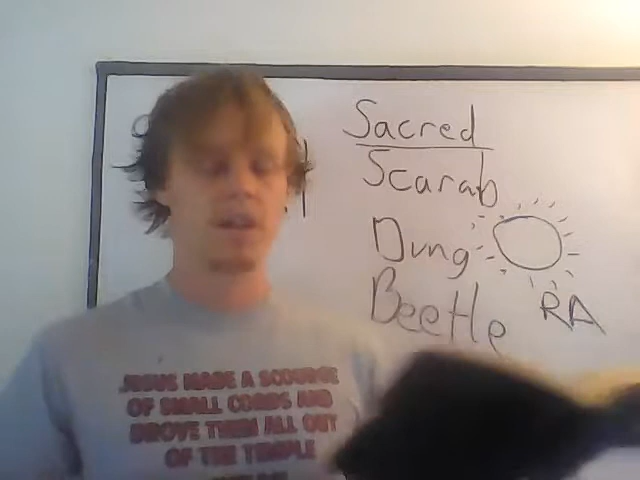 Sacred
Scarab
Dung
Beetle
RA
JESUS MADE A SCOURGE
OF SMALL CORDS AND
DROVE THEM ALL OUT
OF THE TEMPLE